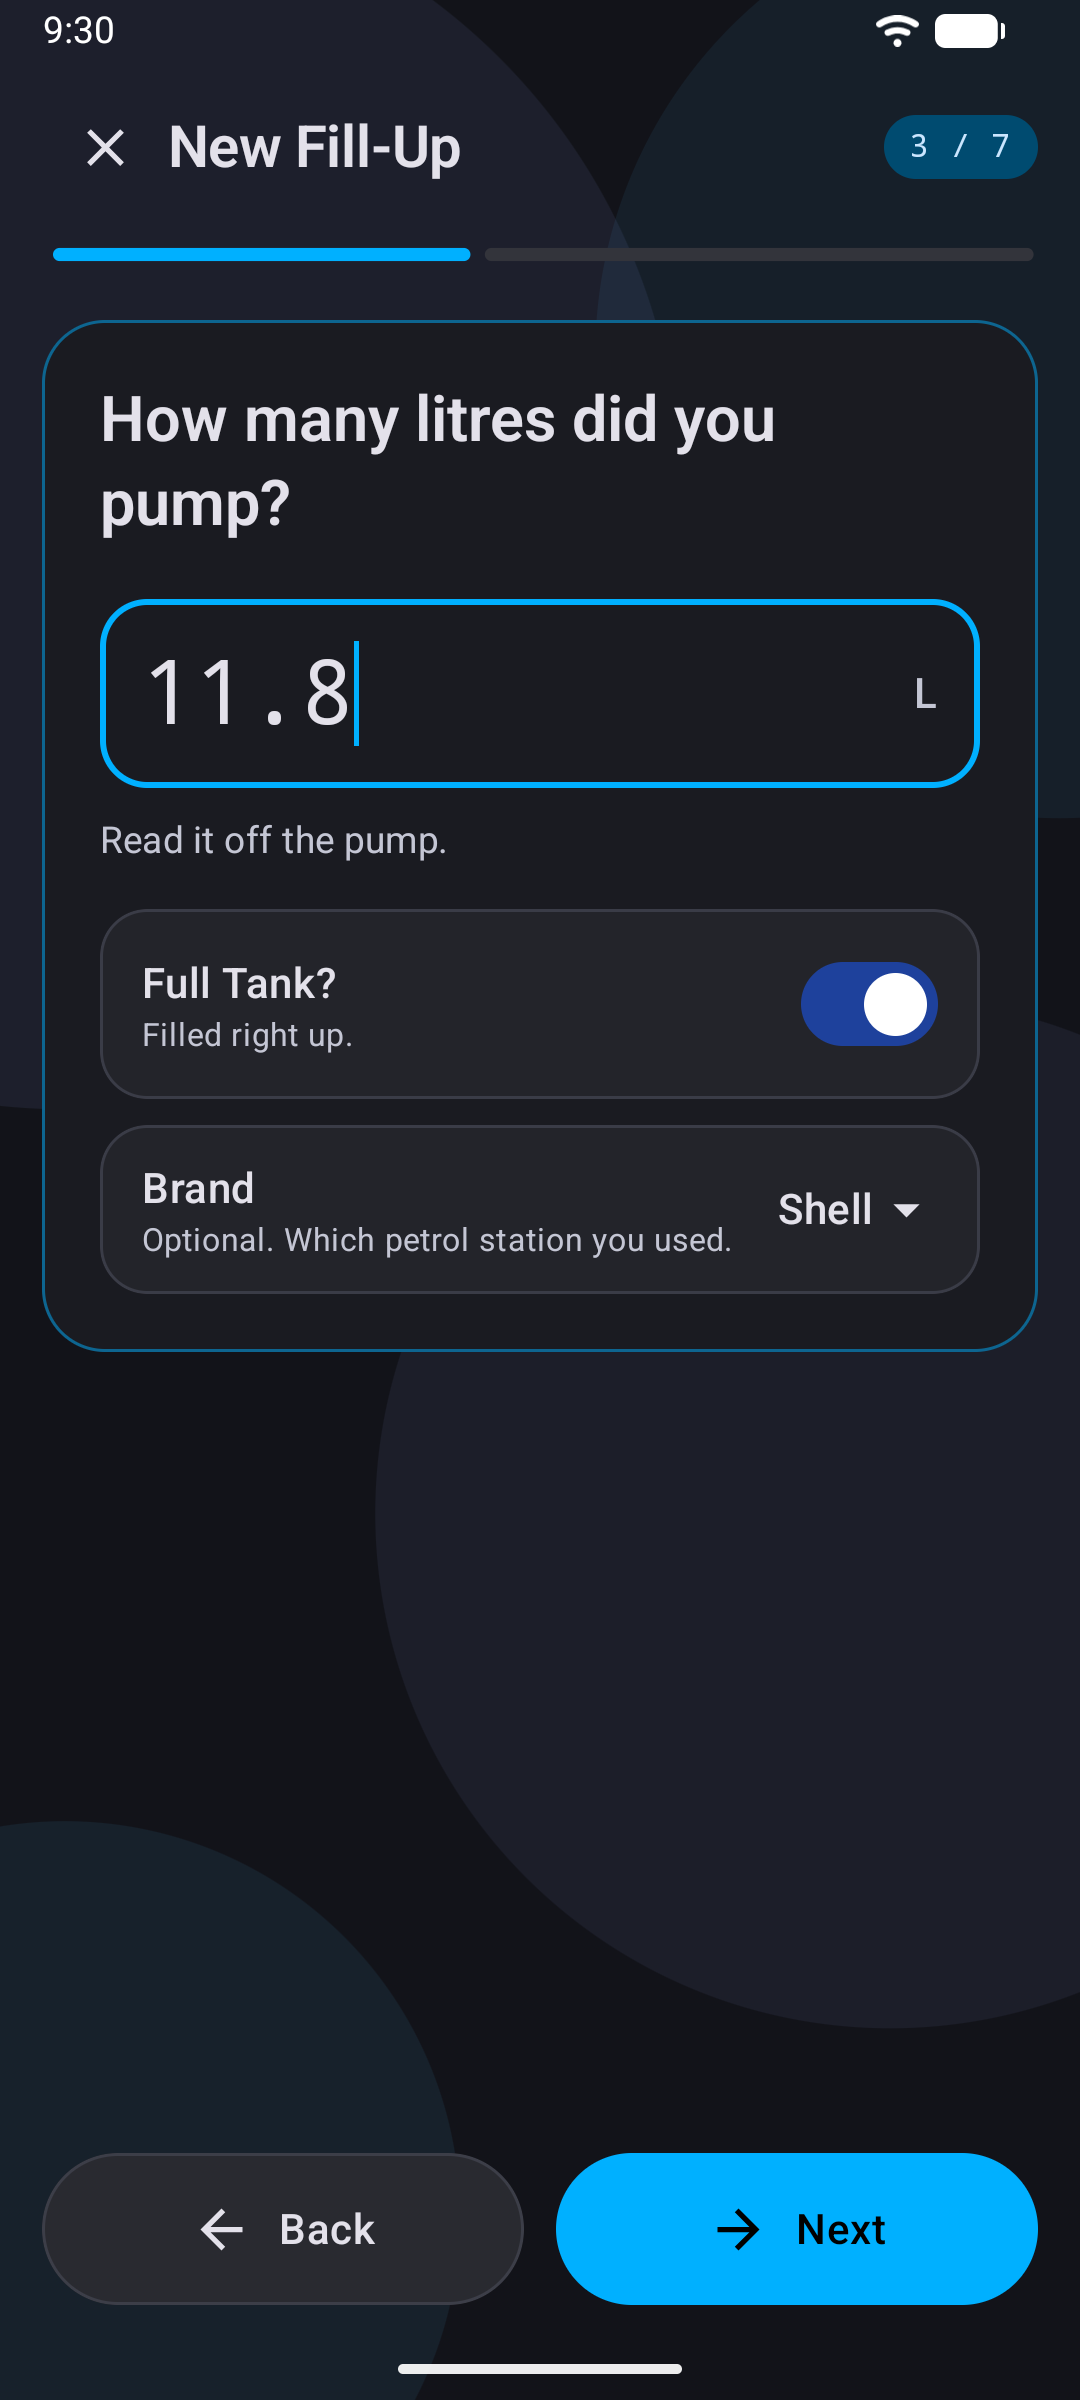 9:30
New Fill-Up
3 / 7
How many litres did you
pump?
11.8
L
Read it off the pump.
Full Tank?
Filled right up.
Brand
Optional. Which petrol station you used.
Shell
Back
Next